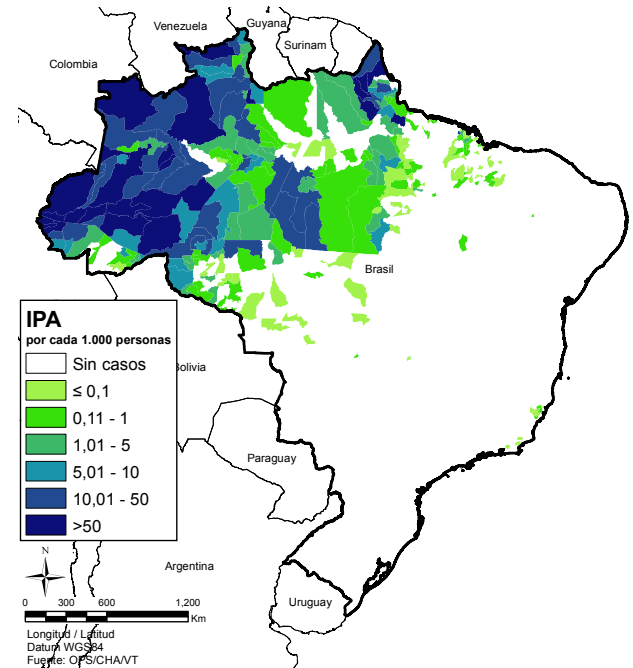 Venezuela
Guyana
Surinam
Colombia
Brasil
IPA
por cada 1.000 personas
Sin casos
≤ 0,1
0,11 - 1
1,01 - 5
5,01 - 10
10,01 - 50
>50
Bolivia
Paraguay
Argentina
Uruguay
N
0 300 600 1,200
Km
Longitud / Latitud
Datum WGS84
Fuente: OPS/CHA/VT